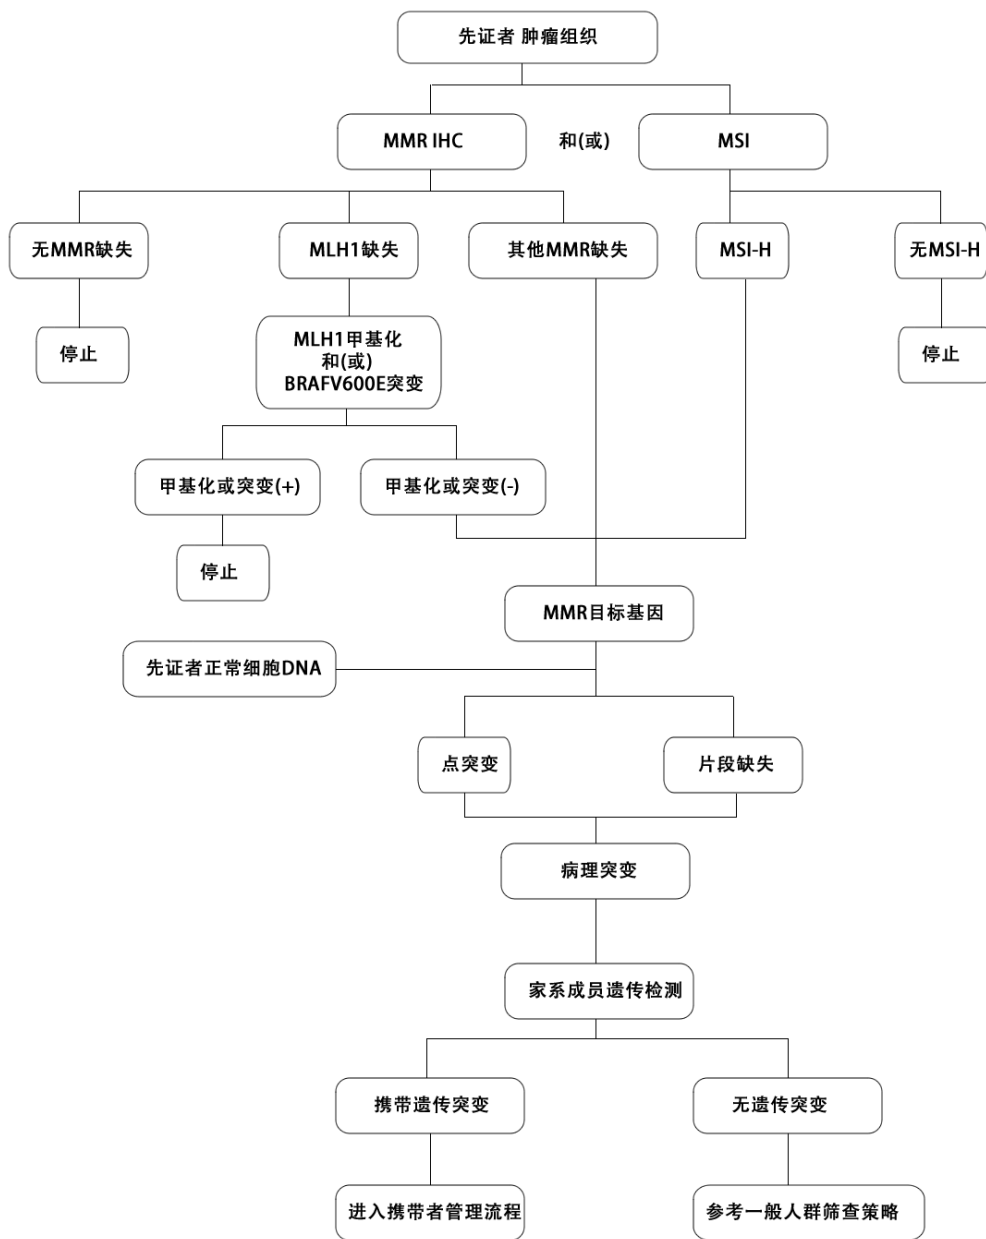 先证者 肿瘤组织
MMR IHC
和(或)
MSI
无MMR缺失
MLH1缺失
其他MMR缺失
MSI-H
无MSI-H
停止
MLH1甲基化
和(或)
BRAFV600E突变
停止
甲基化或突变(+)
甲基化或突变(-)
停止
MMR目标基因
先证者正常细胞DNA
点突变
片段缺失
病理突变
家系成员遗传检测
携带遗传突变
无遗传突变
进入携带者管理流程
参考一般人群筛查策略